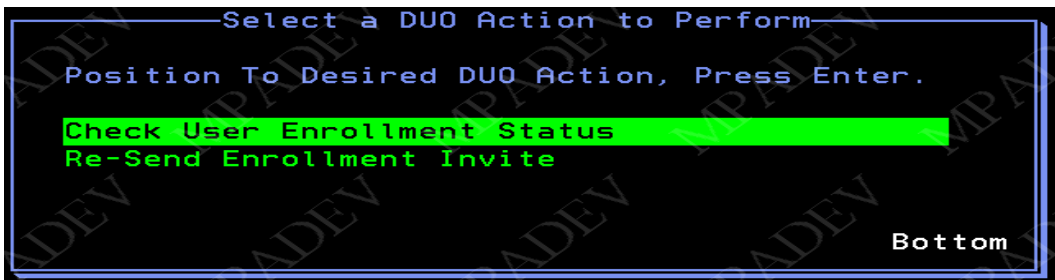 Select a DUO Action to Perform
Position To Desired DUO Action, Press Enter.
Check User Enrollment Status
Re-Send Enrollment Invite
Bottom
MPADEV